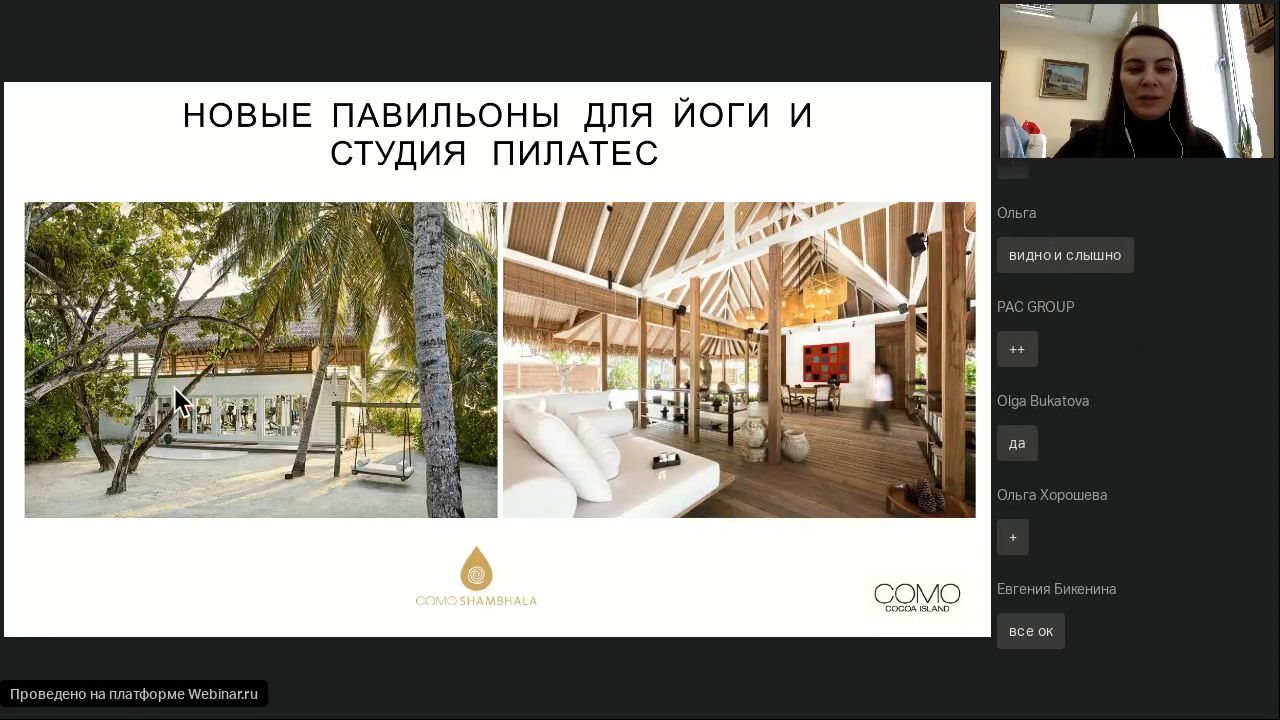 НОВЫЕ ПАВИЛЬОНЫ ДЛЯ ЙОГИ И
СТУДИЯ ПИЛАТЕС
COMO SHAMBHALA
COMO
COCOA ISLAND
Ольга
видно и слышно
PAC GROUP
++
Olga Bukatova
да
Ольга Хорошева
+
Евгения Бикенина
все ок
Проведено на платформе Webinar.ru